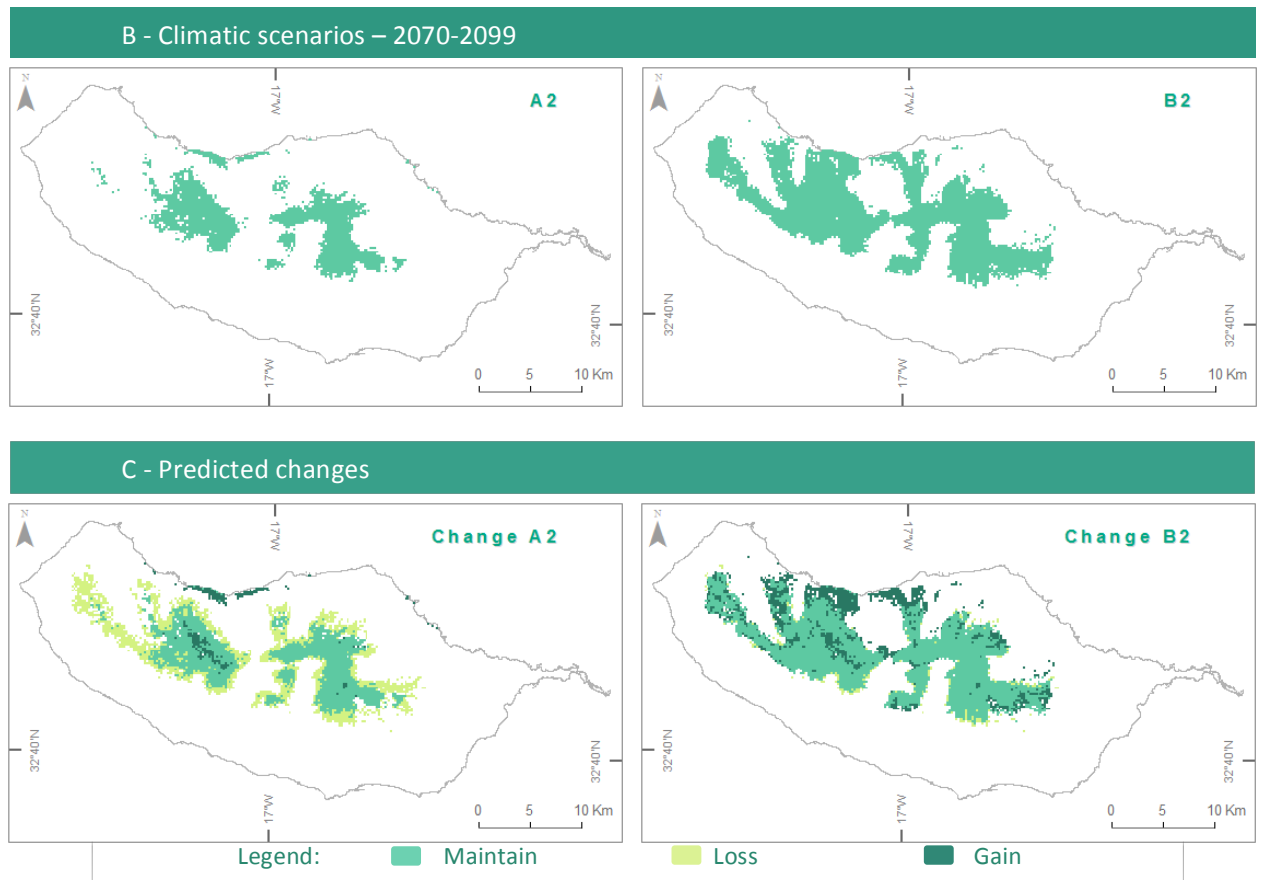 B - Climatic scenarios – 2070-2099
N
17°W
A2
32°40'N
32°40'N
17°W
0 5 10 Km
N
17°W
B2
32°40'N
32°40'N
17°W
0 5 10 Km
C - Predicted changes
N
17°W
Change A2
32°40'N
32°40'N
17°W
0 5 10 Km
N
17°W
Change B2
32°40'N
32°40'N
17°W
0 5 10 Km
Legend: Maintain Loss Gain